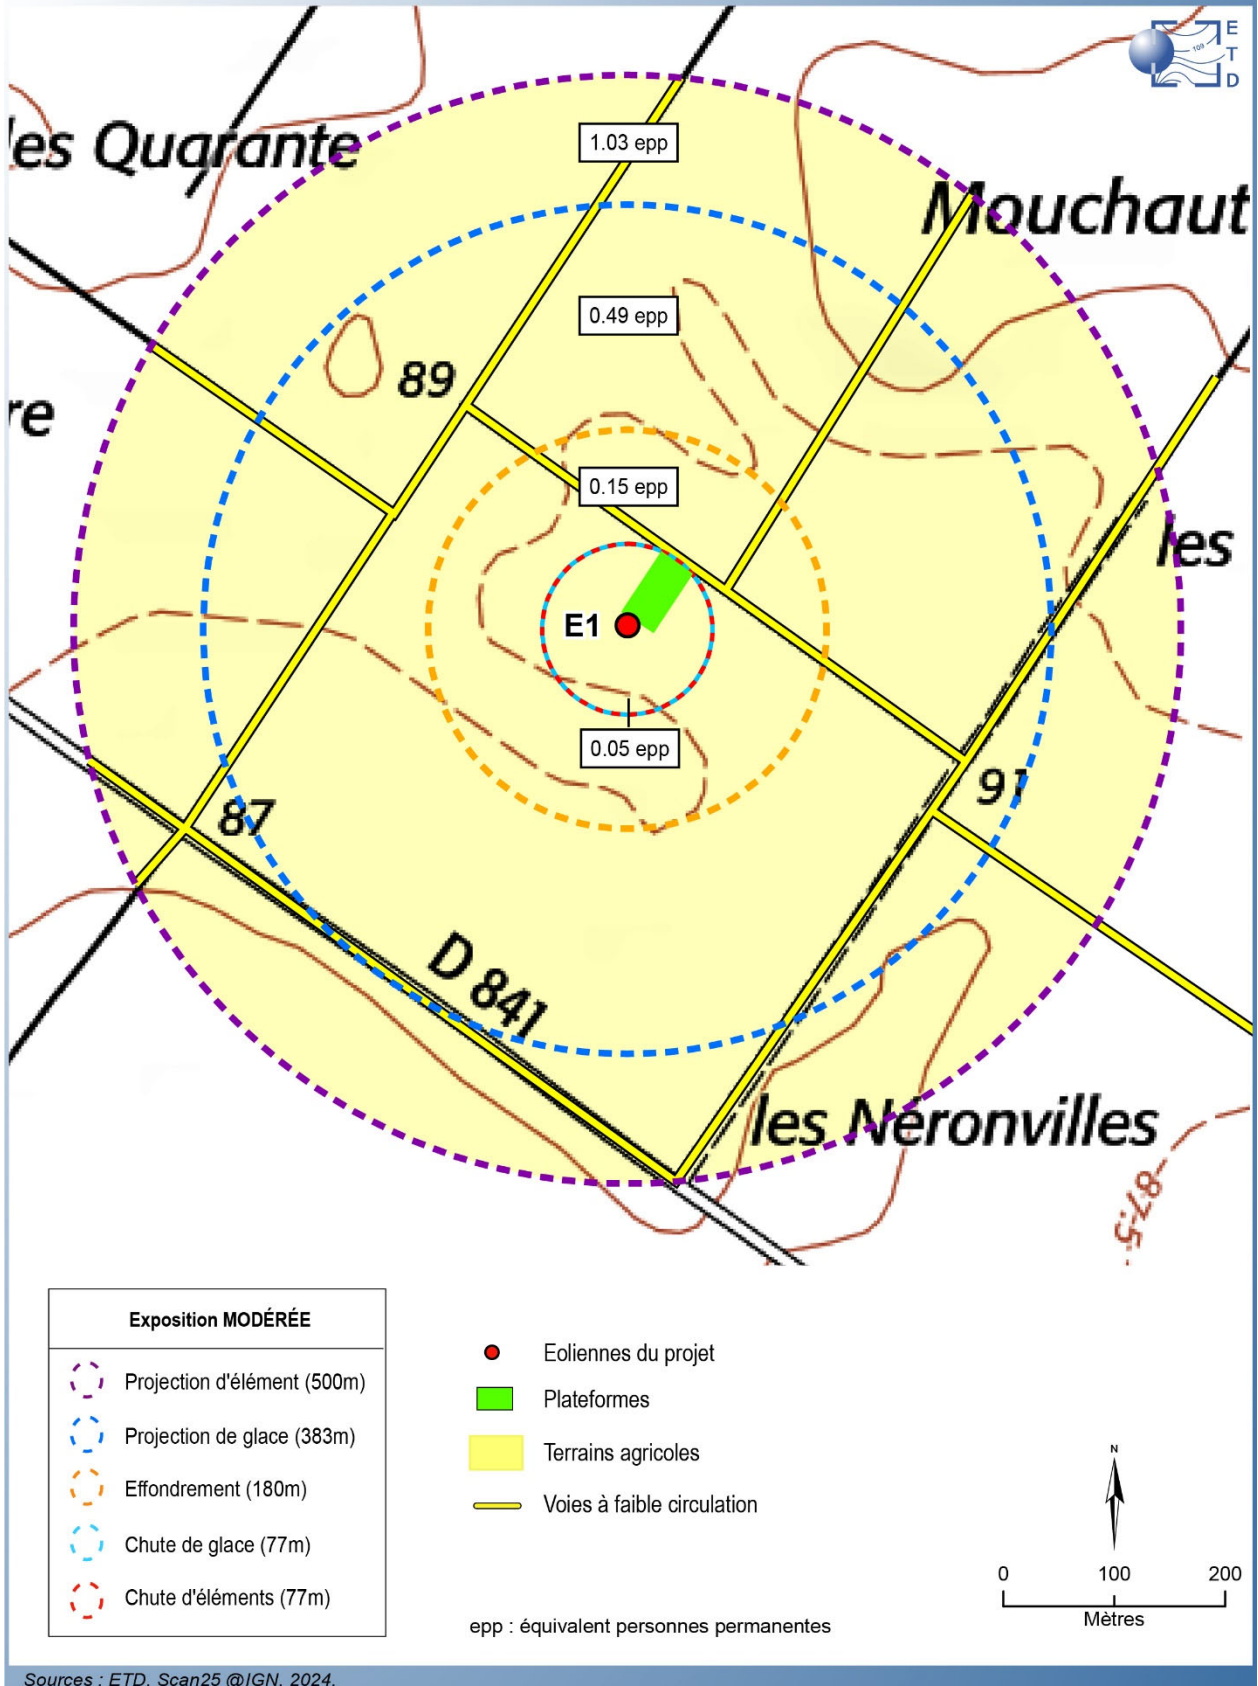 E
T
D
109
les Quarante
1.03 epp
Mouchaut
0.49 epp
89
re
0.15 epp
les
E1
0.05 epp
91
87
D 841
les Néronvilles
87.5
Exposition MODÉRÉE
Projection d'élément (500m)
Projection de glace (383m)
Effondrement (180m)
Chute de glace (77m)
Chute d'éléments (77m)
Eoliennes du projet
Plateformes
Terrains agricoles
Voies à faible circulation
epp : équivalent personnes permanentes
N
0 100 200
Mètres
Sources : ETD, Scan25 @IGN, 2024.